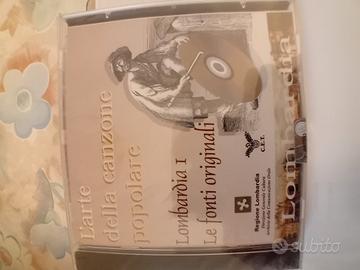 L'arte
della canzone
popolare
Lombardia I
Le fonti originali
Regione Lombardia
C.E.T.
Lombardia
subito